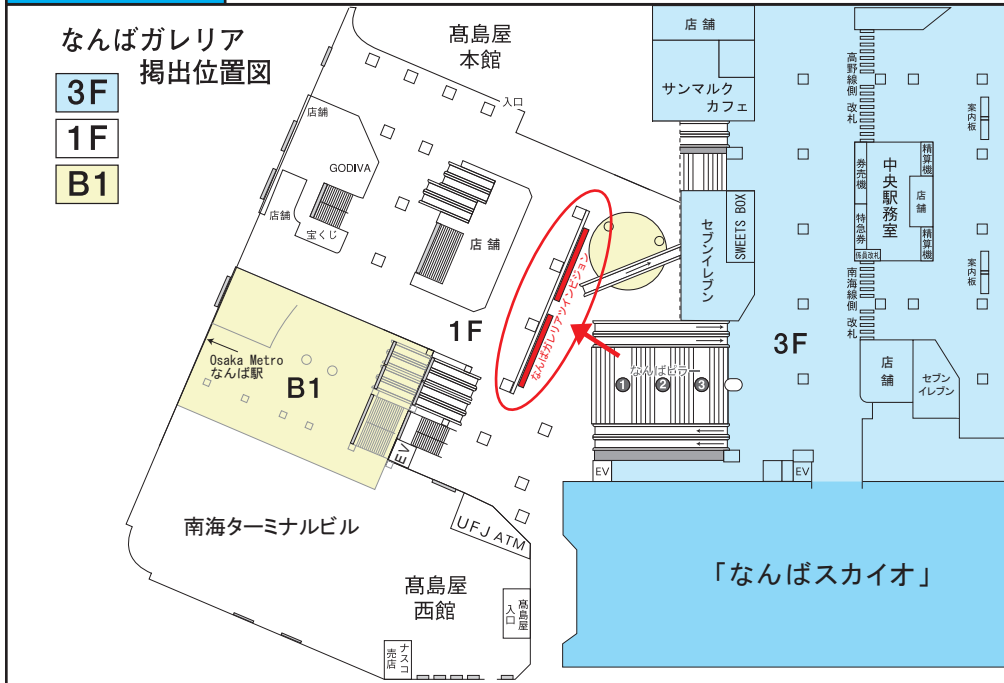 なんばガレリア
掲出位置図
3F
1F
B1
髙島屋
本館
入口
店舗
GODIVA
店舗
宝くじ
店舗
1F
なんばガレリアツインビジョン
Osaka Metro
なんば駅
B1
EV
南海ターミナルビル
UFJ ATM
髙島屋
西館
髙島屋
入口
ナスコ
売店
店舗
サンマルク
カフェ
セブンイレブン
SWEETS BOX
なんばピラー
❶ ❷ ❸
EV
EV
3F
高野線側 改札
案内板
券売機
特急券
中央駅務室
精算機
店舗
精算機
係員改札
南海線側 改札
案内板
店舗
セブン
イレブン
「なんばスカイオ」